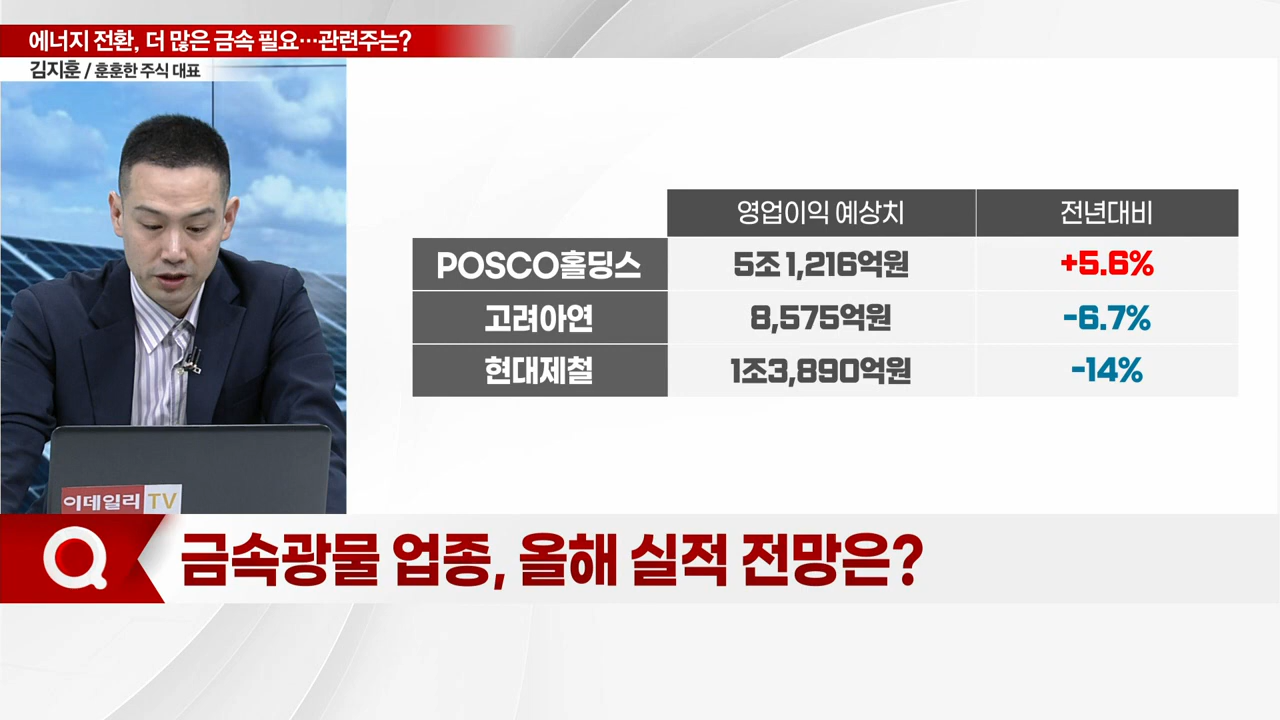 에너지 전환, 더 많은 금속 필요…관련주는?
김지훈 / 훈훈한 주식 대표
영업이익 예상치 전년대비
POSCO홀딩스 5조 1,216억원 +5.6%
고려아연 8,575억원 -6.7%
현대제철 1조3,890억원 -14%
이데일리 TV
Q 금속광물 업종, 올해 실적 전망은?